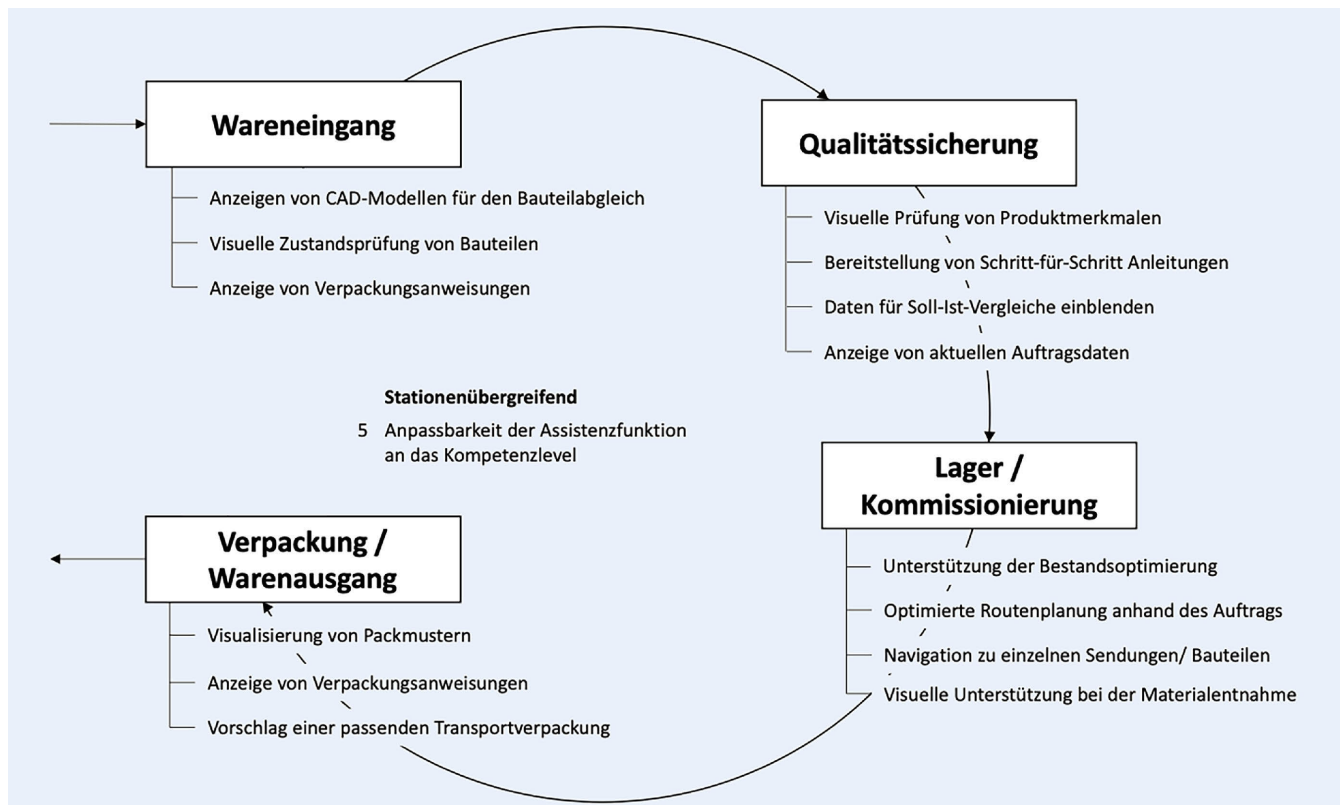 Wareneingang
Anzeigen von CAD-Modellen für den Bauteilabgleich
Visuelle Zustandsprüfung von Bauteilen
Anzeige von Verpackungsanweisungen
Qualitätssicherung
Visuelle Prüfung von Produktmerkmalen
Bereitstellung von Schritt-für-Schritt Anleitungen
Daten für Soll-Ist-Vergleiche einblenden
Anzeige von aktuellen Auftragsdaten
Stationenübergreifend
5 Anpassbarkeit der Assistenzfunktion
an das Kompetenzlevel
Lager /
Kommissionierung
Unterstützung der Bestandsoptimierung
Optimierte Routenplanung anhand des Auftrags
Navigation zu einzelnen Sendungen/ Bauteilen
Visuelle Unterstützung bei der Materialentnahme
Verpackung /
Warenausgang
Visualisierung von Packmustern
Anzeige von Verpackungsanweisungen
Vorschlag einer passenden Transportverpackung